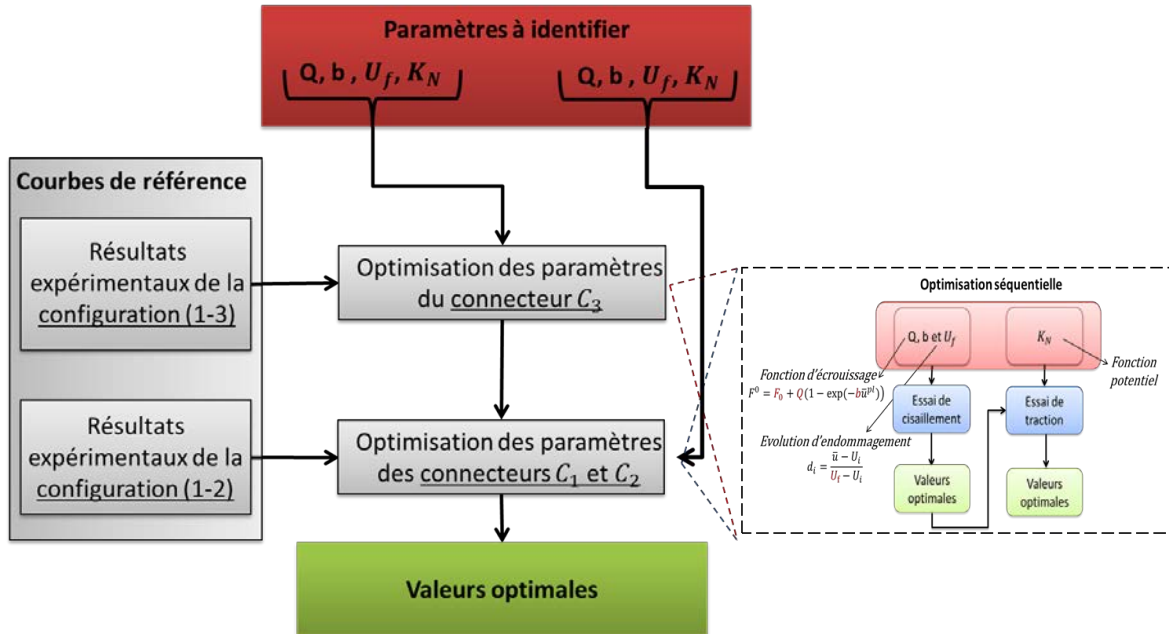 Paramètres à identifier
Q, b , U_f, K_N
Q, b , U_f, K_N
Courbes de référence
Résultats
expérimentaux de la
configuration (1-3)
Optimisation des paramètres
du connecteur C_3
Résultats
expérimentaux de la
configuration (1-2)
Optimisation des paramètres
des connecteurs C_1 et C_2
Valeurs optimales
Optimisation séquentielle
Q, b et U_f
K_N
Fonction d'écrouissage
F^0 = F_0 + Q(1 − exp(−bū^{pl}))
Fonction
potentiel
Essai de
cisaillement
Essai de
traction
Evolution d'endommagement
d_i = (ū − U_i)/(U_f − U_i)
Valeurs
optimales
Valeurs
optimales